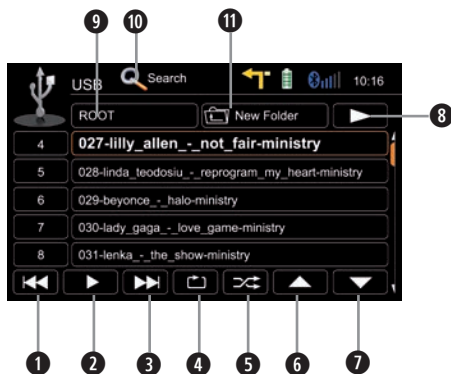 9 10 11
USB Search 10:16
ROOT New Folder
8
4 027-lilly_allen_-_not_fair-ministry
5 028-linda_teodosiu_-_reprogram_my_heart-ministry
6 029-beyonce_-_halo-ministry
7 030-lady_gaga_-_love_game-ministry
8 031-lenka_-_the_show-ministry
1 2 3 4 5 6 7